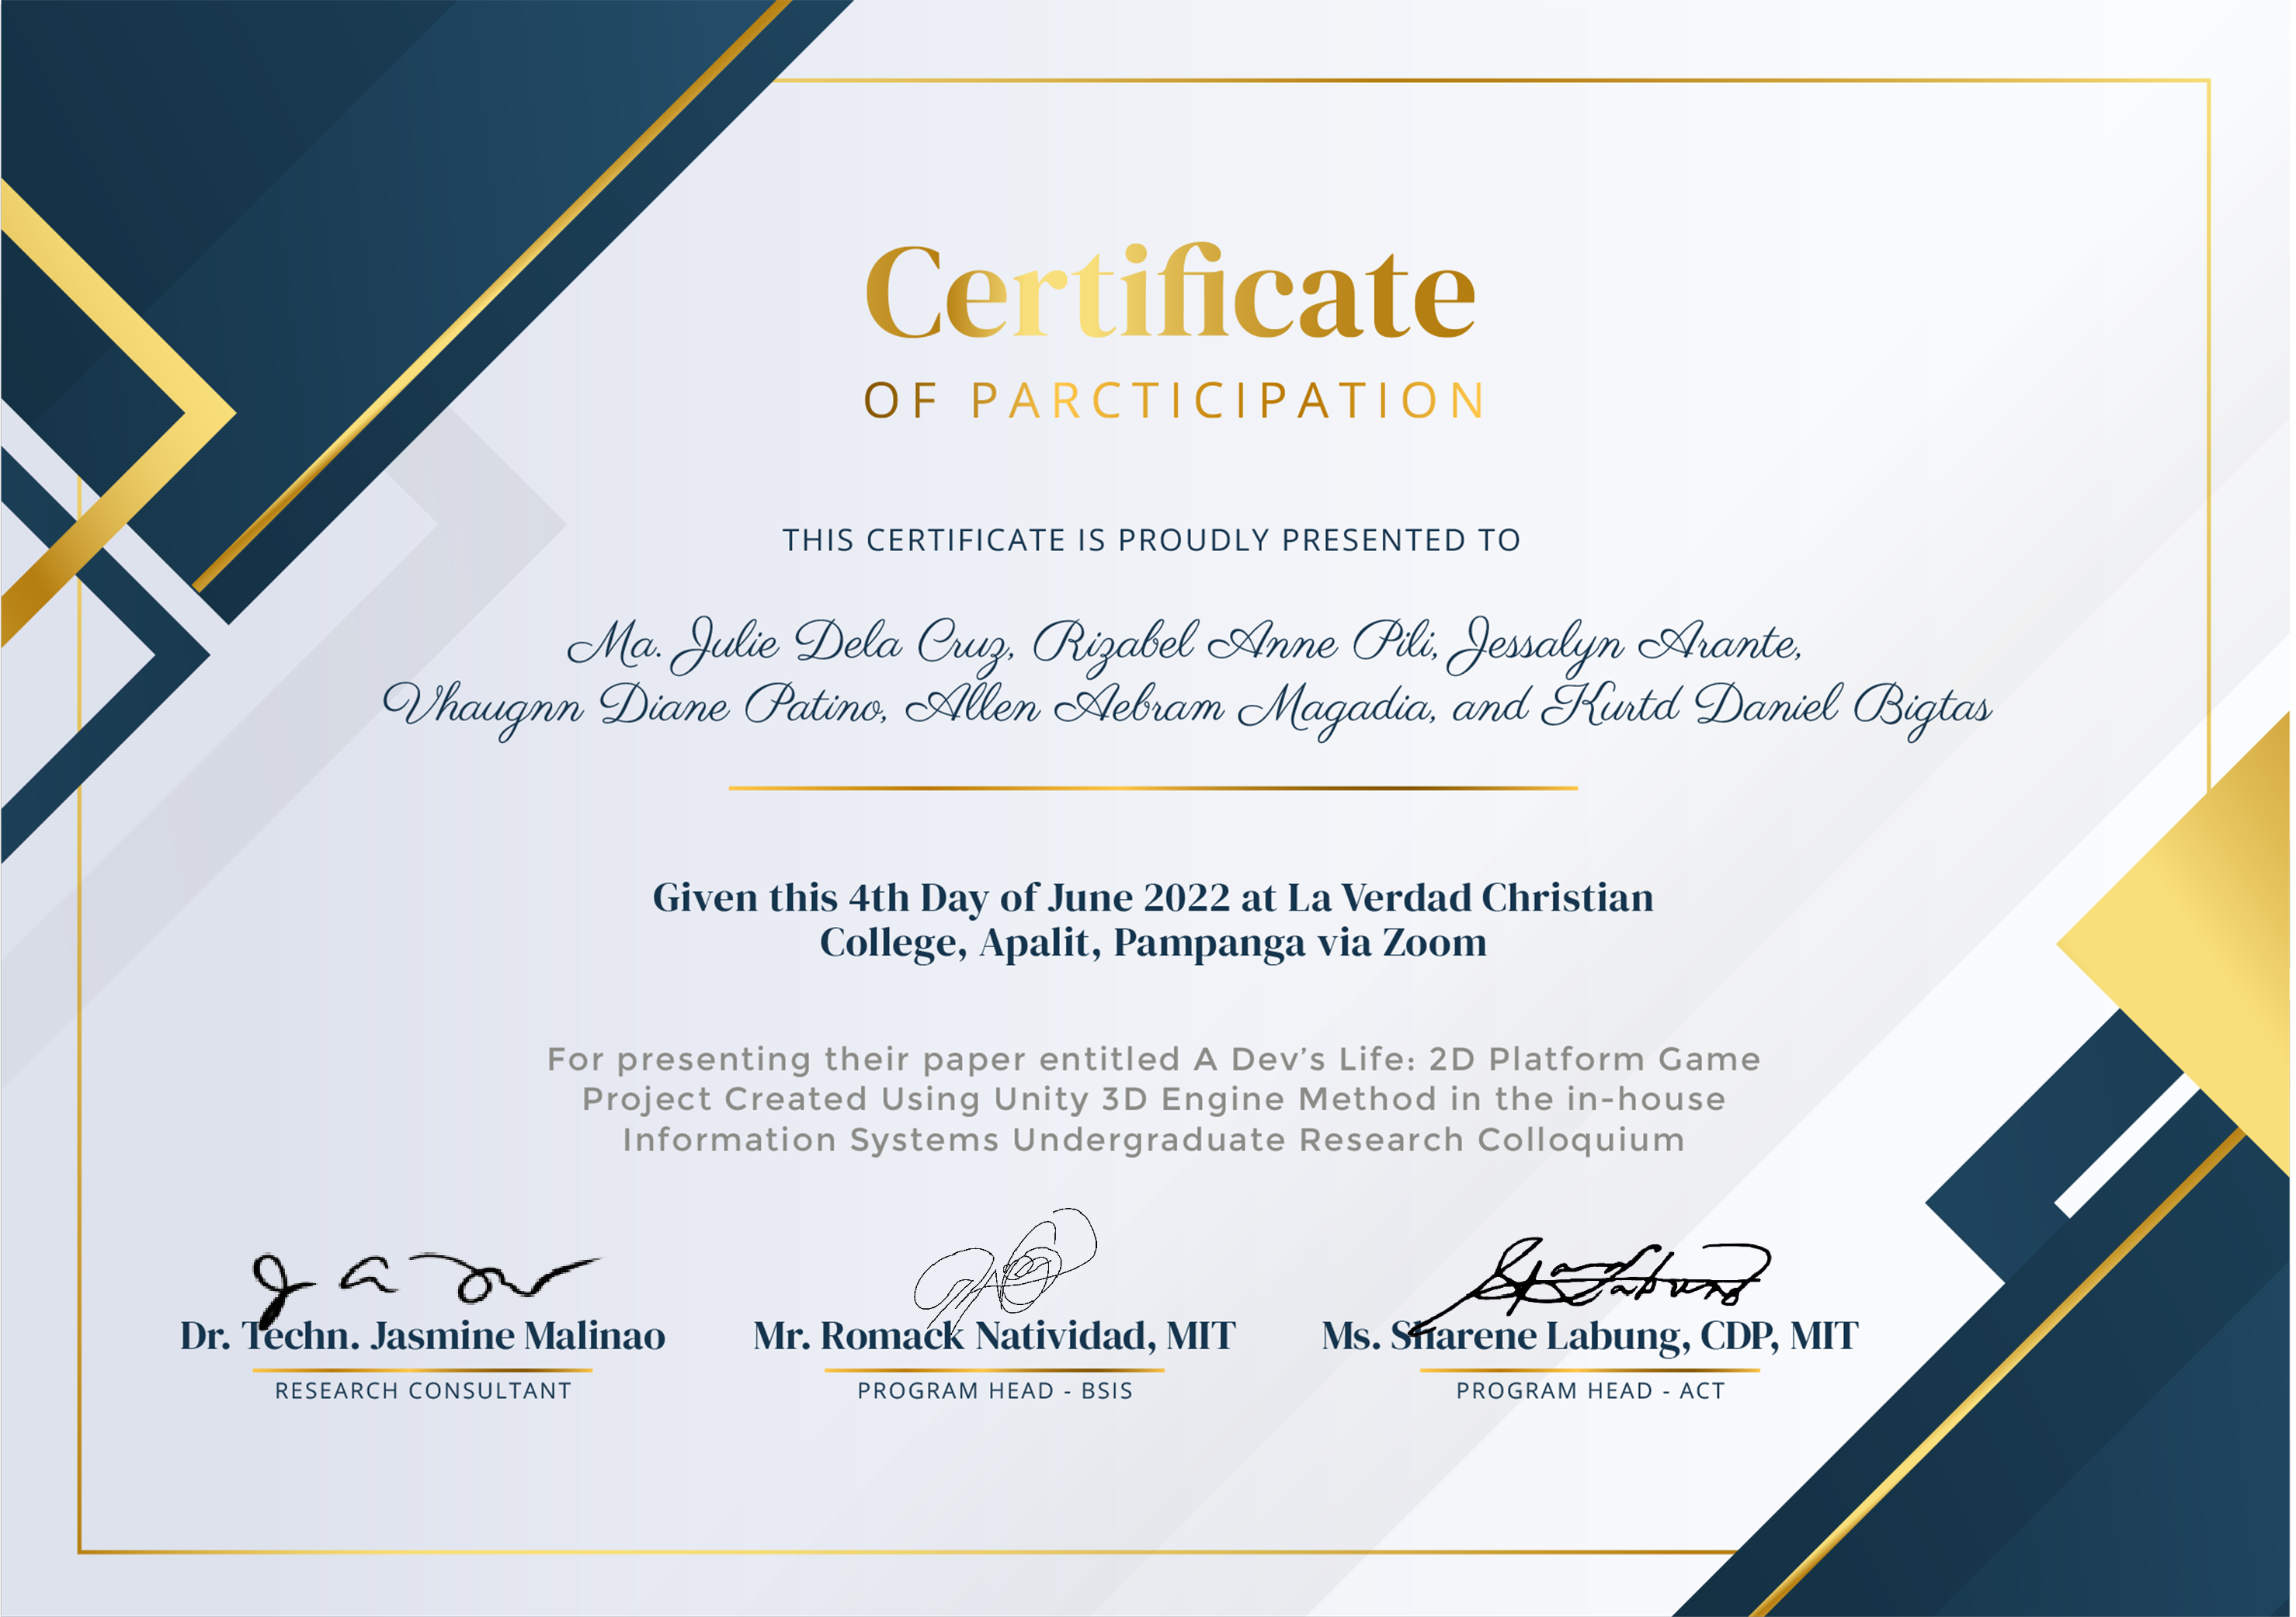 Certificate
OF PARCTICIPATION
THIS CERTIFICATE IS PROUDLY PRESENTED TO
Ma. Julie Dela Cruz, Rizabel Anne Pili, Jessalyn Arante,
Vhaugnn Diane Patino, Allen Aebram Magadia, and Kurtd Daniel Bigtas
Given this 4th Day of June 2022 at La Verdad Christian
College, Apalit, Pampanga via Zoom
For presenting their paper entitled A Dev's Life: 2D Platform Game
Project Created Using Unity 3D Engine Method in the in-house
Information Systems Undergraduate Research Colloquium
Dr. Techn. Jasmine Malinao
RESEARCH CONSULTANT
Mr. Romack Natividad, MIT
PROGRAM HEAD - BSIS
Ms. Sharene Labung, CDP, MIT
PROGRAM HEAD - ACT